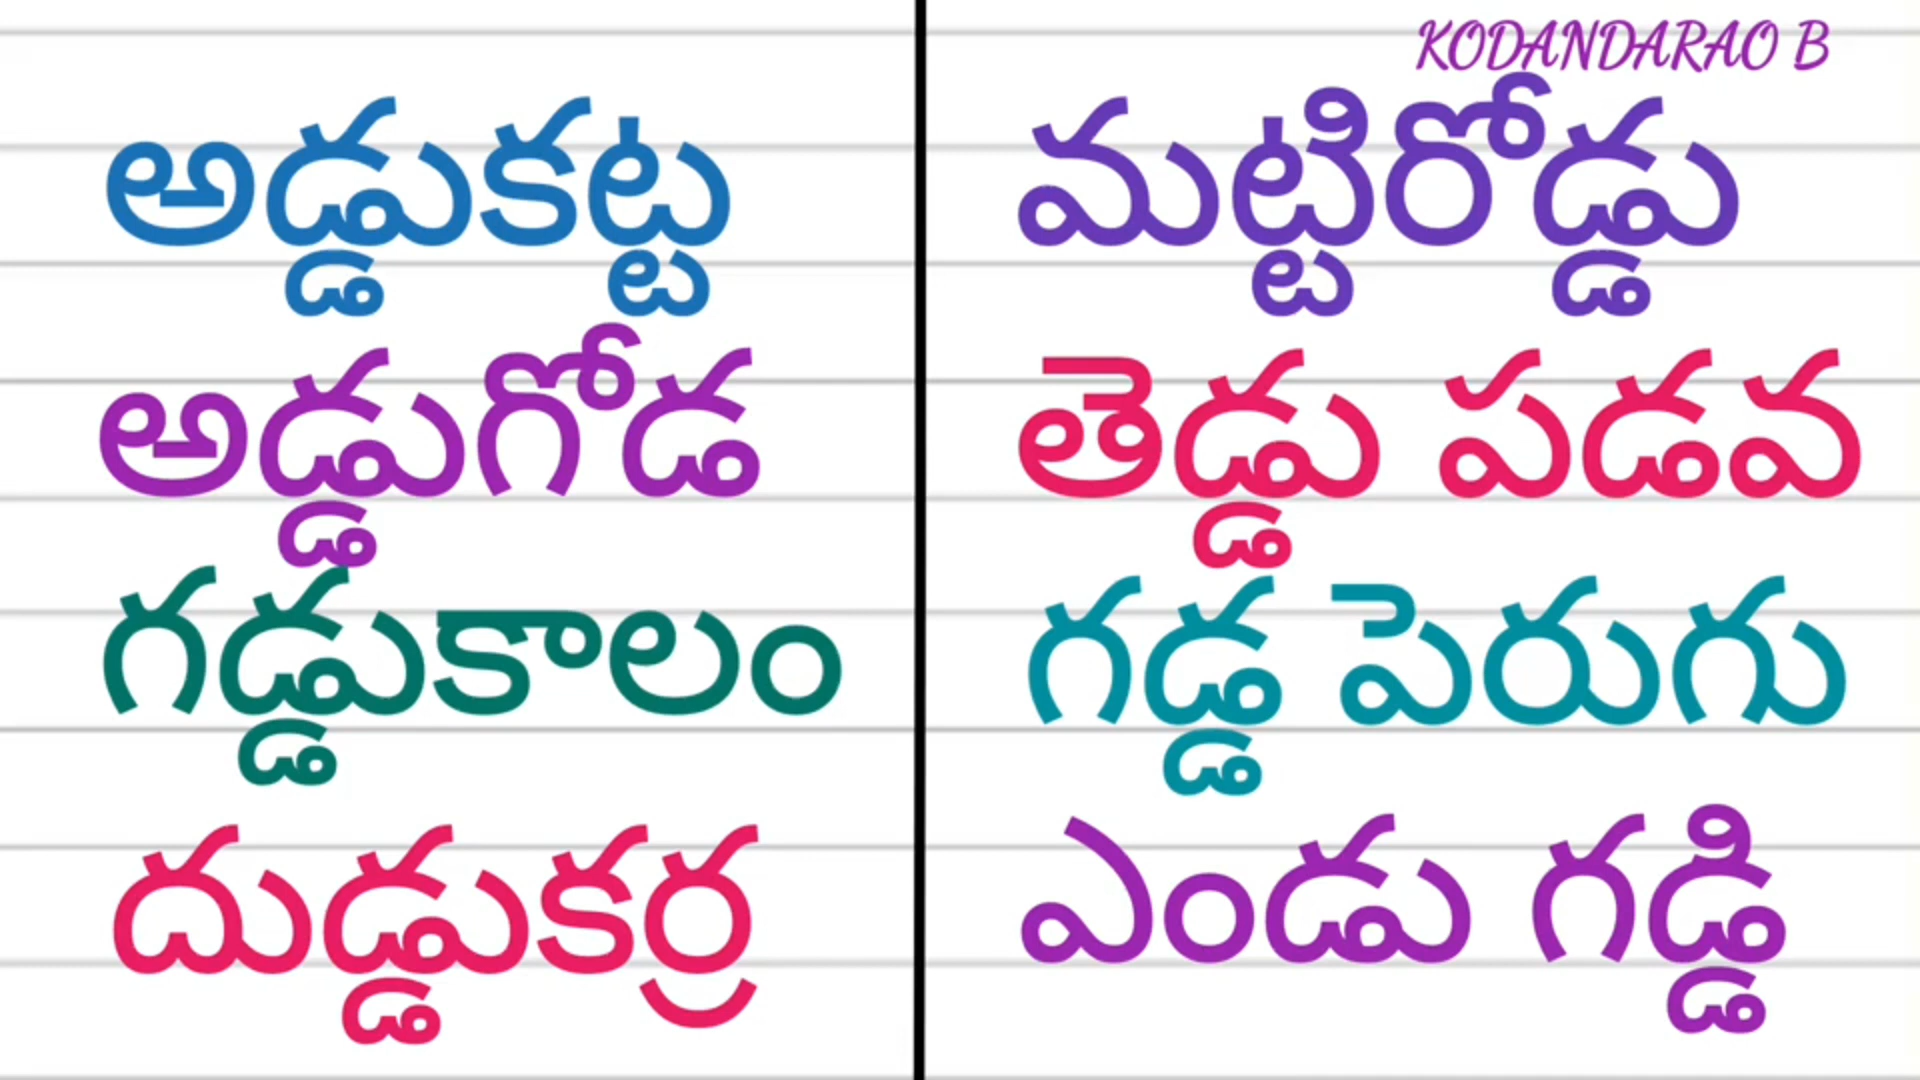 KODANDARAO B
అడ్డుకట్ట
అడ్డుగోడ
గడ్డుకాలం
దుడ్డుకర్ర
మట్టిరోడ్డు
తెడ్డు పడవ
గడ్డ పెరుగు
ఎండు గడ్డి